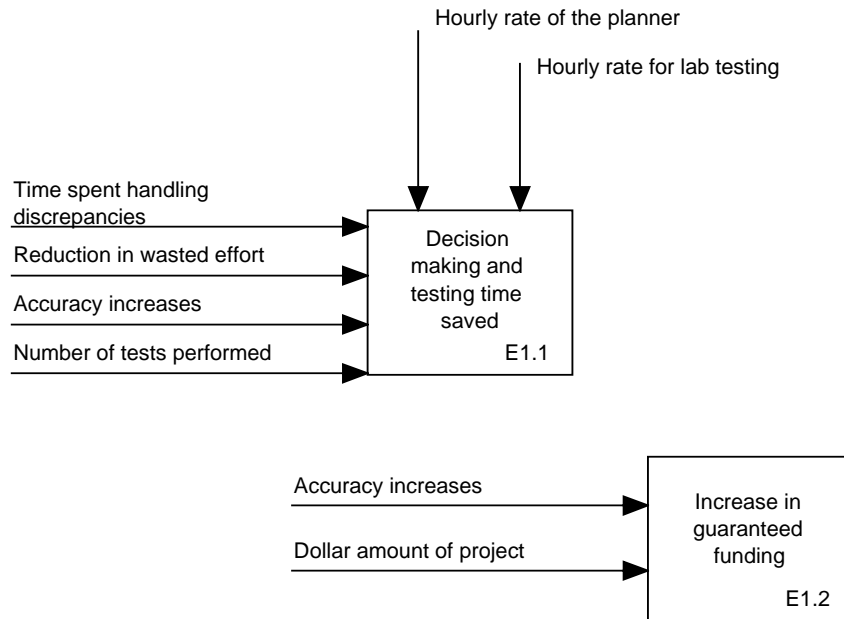 Hourly rate of the planner
Hourly rate for lab testing
Time spent handling
discrepancies
Reduction in wasted effort
Accuracy increases
Number of tests performed
Decision
making and
testing time
saved
E1.1
Accuracy increases
Dollar amount of project
Increase in
guaranteed
funding
E1.2